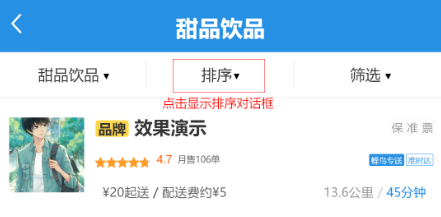 甜品饮品
甜品饮品▼ 排序▼ 筛选▼
点击显示排序对话框
品牌 效果演示 保 准 票
4.7 月售106单 蜂鸟专送 准时达
¥20起送 / 配送费约¥5 13.6公里 / 45分钟